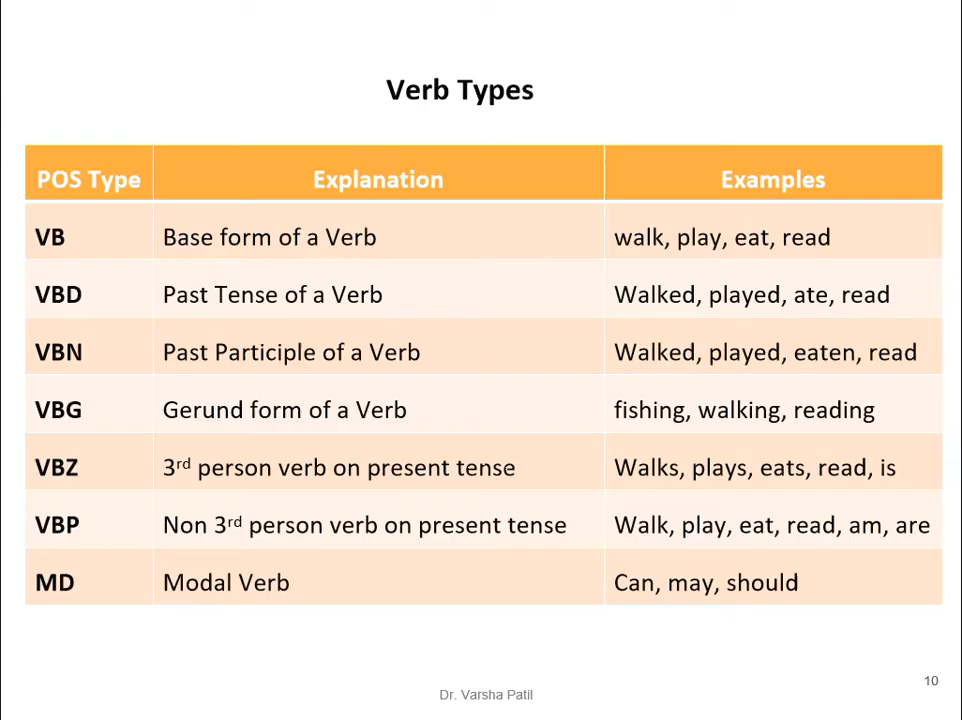 Verb Types
POS Type Explanation Examples
VB Base form of a Verb walk, play, eat, read
VBD Past Tense of a Verb Walked, played, ate, read
VBN Past Participle of a Verb Walked, played, eaten, read
VBG Gerund form of a Verb fishing, walking, reading
VBZ 3rd person verb on present tense Walks, plays, eats, read, is
VBP Non 3rd person verb on present tense Walk, play, eat, read, am, are
MD Modal Verb Can, may, should
10
Dr. Varsha Patil